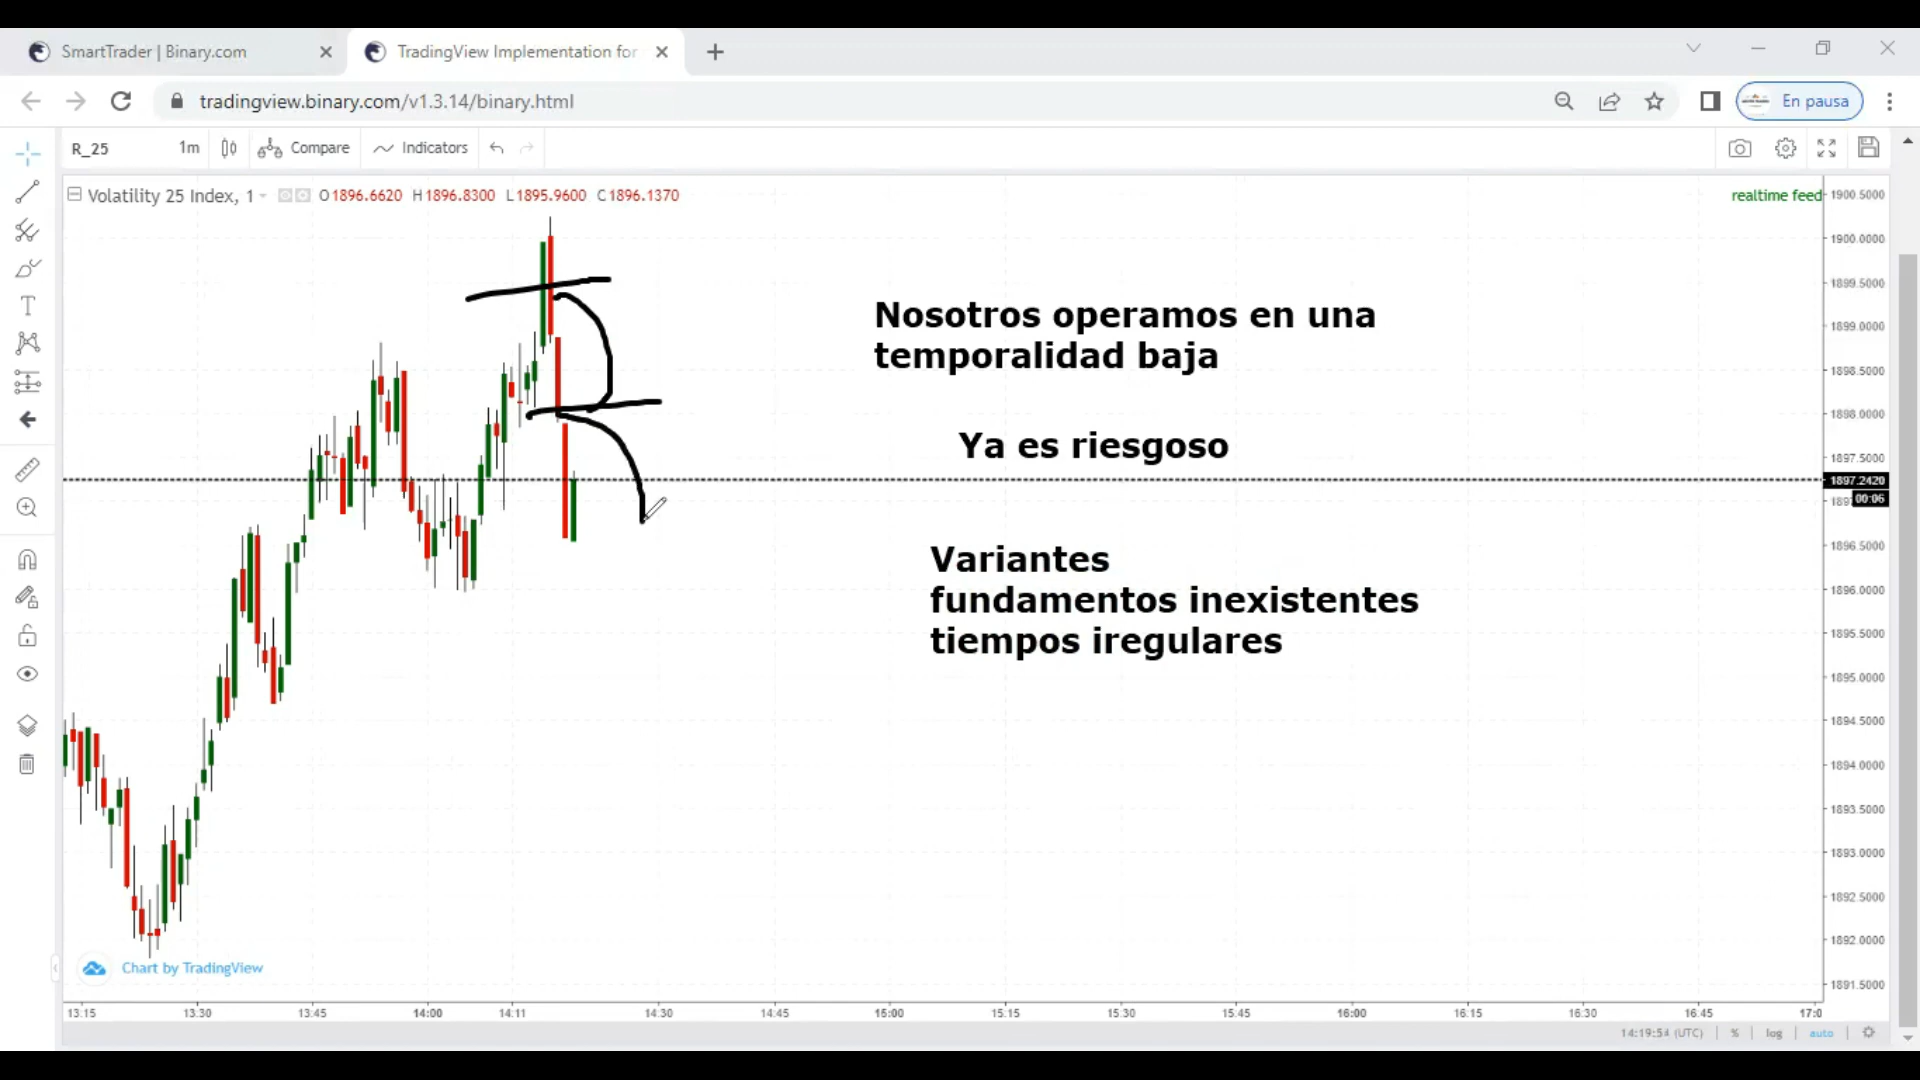 SmartTrader | Binary.com
TradingView Implementation for
tradingview.binary.com/v1.3.14/binary.html
En pausa
R_25
1m
Compare
Indicators
Volatility 25 Index, 1
O1896.6620 H1896.8300 L1895.9600 C1896.1370
realtime feed
1900.5000
1900.0000
1899.5000
1899.0000
1898.5000
1898.0000
1897.5000
1897.2420
00:06
1896.5000
1896.0000
1895.5000
1895.0000
1894.5000
1894.0000
1893.5000
1893.0000
1892.5000
1892.0000
1891.5000
Nosotros operamos en una
temporalidad baja
Ya es riesgoso
Variantes
fundamentos inexistentes
tiempos iregulares
Chart by TradingView
13:15 13:30 13:45 14:00 14:11 14:30 14:45 15:00 15:15 15:30 15:45 16:00 16:15 16:30 16:45 17:0
14:19:54 (UTC) % log auto